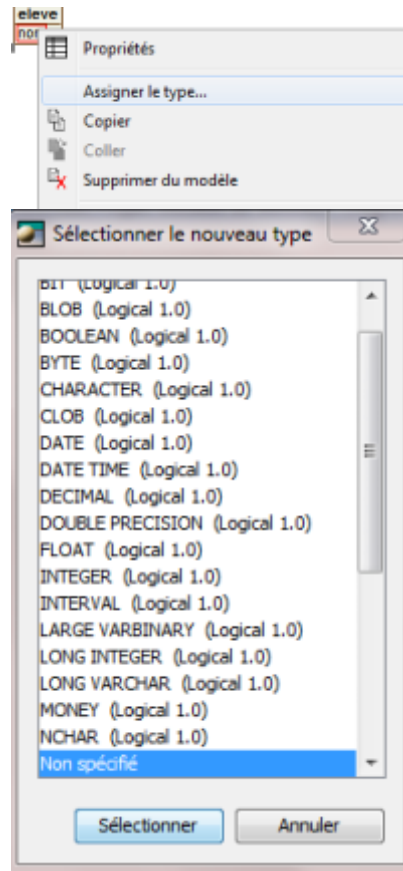 eleve
Propriétés
Assigner le type...
Copier
Coller
Supprimer du modèle
Sélectionner le nouveau type
BIT (Logical 1.0)
BLOB (Logical 1.0)
BOOLEAN (Logical 1.0)
BYTE (Logical 1.0)
CHARACTER (Logical 1.0)
CLOB (Logical 1.0)
DATE (Logical 1.0)
DATE TIME (Logical 1.0)
DECIMAL (Logical 1.0)
DOUBLE PRECISION (Logical 1.0)
FLOAT (Logical 1.0)
INTEGER (Logical 1.0)
INTERVAL (Logical 1.0)
LARGE VARBINARY (Logical 1.0)
LONG INTEGER (Logical 1.0)
LONG VARCHAR (Logical 1.0)
MONEY (Logical 1.0)
NCHAR (Logical 1.0)
Non spécifié
Sélectionner Annuler